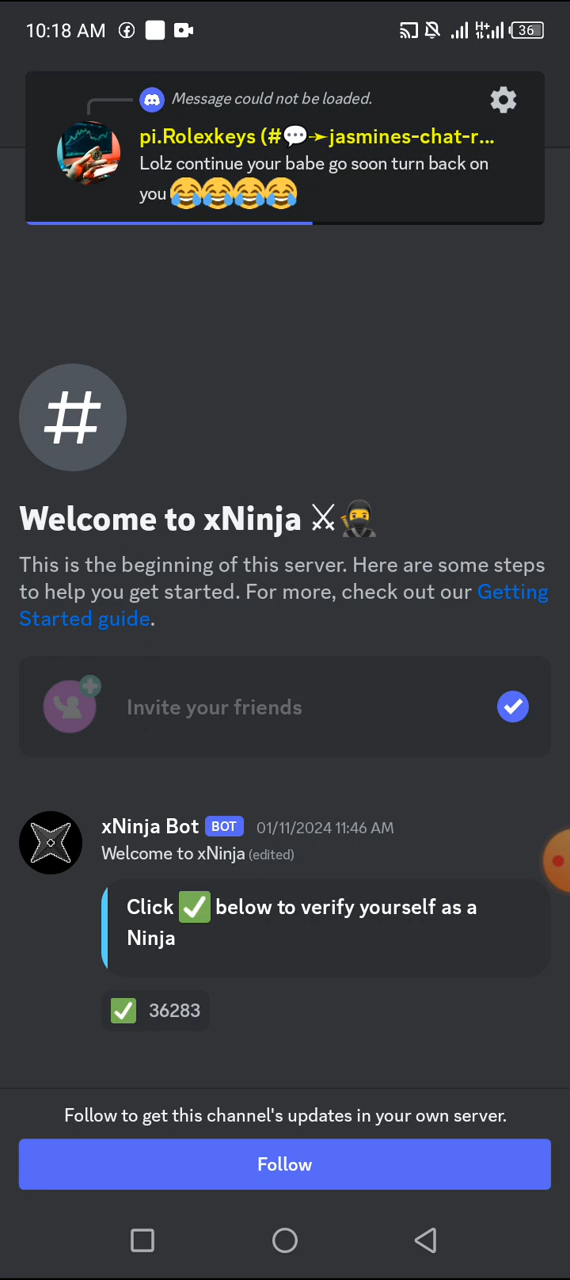 10:18 AM
36
Message could not be loaded.
pi.Rolexkeys (#💬➛jasmines-chat-r...
Lolz continue your babe go soon turn back on
you 😂😂😂😂
Welcome to xNinja ⚔🥷
This is the beginning of this server. Here are some steps
to help you get started. For more, check out our Getting
Started guide.
Invite your friends
xNinja Bot BOT 01/11/2024 11:46 AM
Welcome to xNinja (edited)
Click ✅ below to verify yourself as a
Ninja
✅ 36283
Follow to get this channel's updates in your own server.
Follow